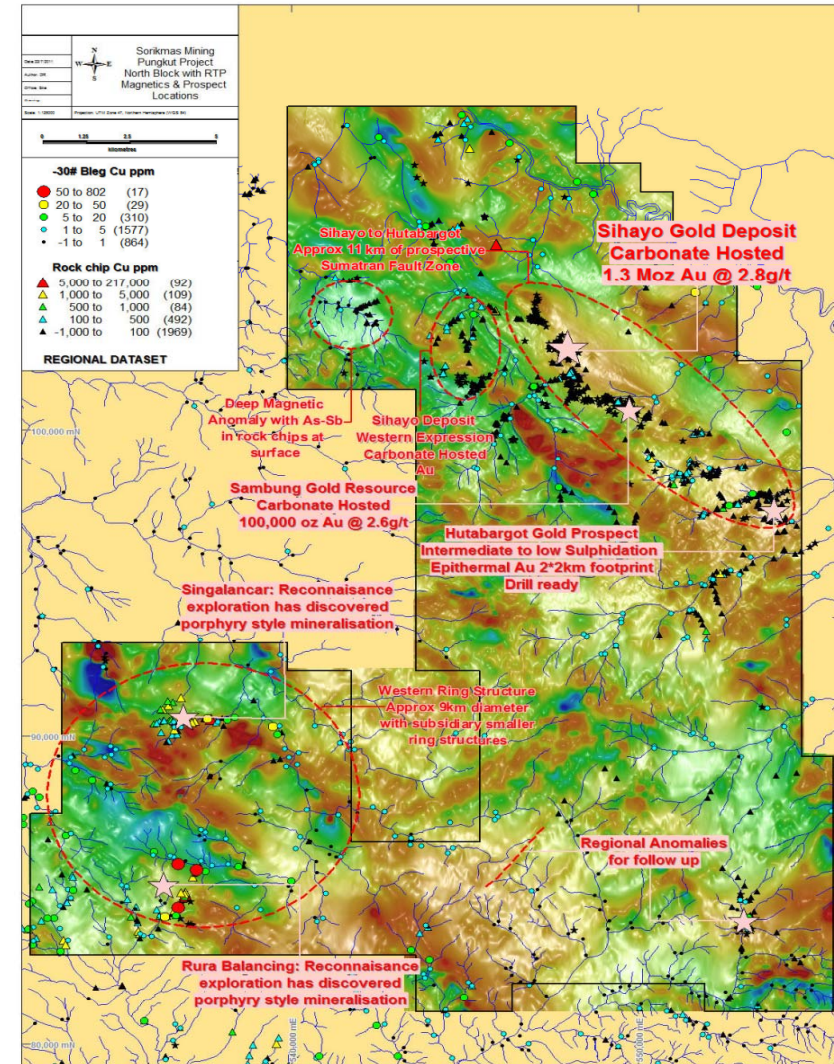 Sorikmas Mining
Pungkut Project
North Block with RTP
Magnetics & Prospect
Locations
N
W E
S
0 1.25 2.5 5
kilometres
-30# Bleg Cu ppm
50 to 802 (17)
20 to 50 (29)
5 to 20 (310)
1 to 5 (1577)
-1 to 1 (864)
Rock chip Cu ppm
5,000 to 217,000 (92)
1,000 to 5,000 (109)
500 to 1,000 (84)
100 to 500 (492)
-1,000 to 100 (1969)
REGIONAL DATASET
Sihayo to Hutabargot
Approx 11 km of prospective
Sumatran Fault Zone
Sihayo Gold Deposit
Carbonate Hosted
1.3 Moz Au @ 2.8g/t
Deep Magnetic
Anomaly with As-Sb
in rock chips at
surface
Sihayo Deposit
Western Expression
Carbonate Hosted
Au
100,000 mN
Sambung Gold Resource
Carbonate Hosted
100,000 oz Au @ 2.6g/t
Hutabargot Gold Prospect
Intermediate to low Sulphidation
Epithermal Au 2*2km footprint
Drill ready
Singalancar: Reconnaisance
exploration has discovered
porphyry style mineralisation
Western Ring Structure
Approx 9km diameter
with subsidiary smaller
ring structures
90,000 mN
Regional Anomalies
for follow up
Rura Balancing: Reconnaisance
exploration has discovered
porphyry style mineralisation
80,000 mN